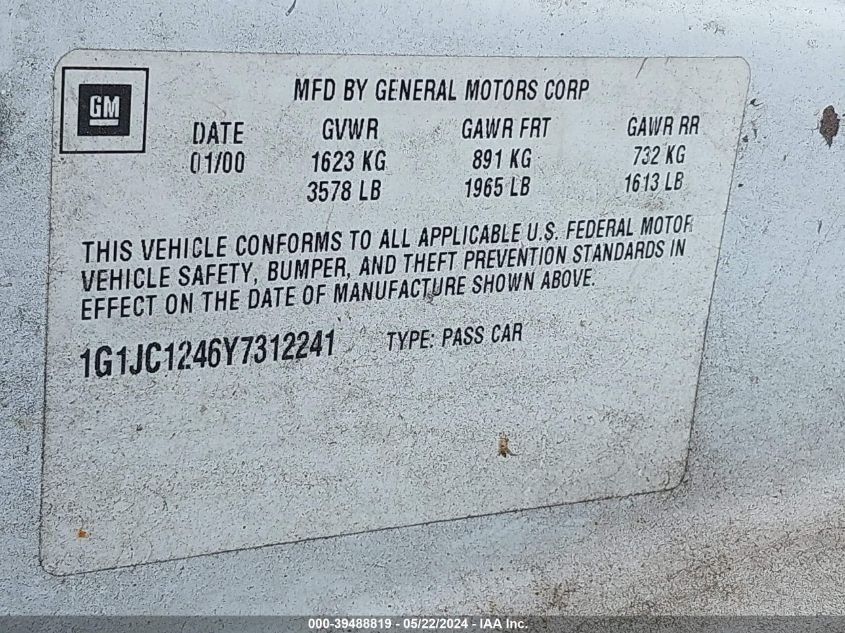 MFD BY GENERAL MOTORS CORP
GM
DATE GVWR GAWR FRT GAWR RR
01/00 1623 KG 891 KG 732 KG
3578 LB 1965 LB 1613 LB
THIS VEHICLE CONFORMS TO ALL APPLICABLE U.S. FEDERAL MOTOR
VEHICLE SAFETY, BUMPER, AND THEFT PREVENTION STANDARDS IN
EFFECT ON THE DATE OF MANUFACTURE SHOWN ABOVE.
1G1JC1246Y7312241 TYPE: PASS CAR
000-39488819 - 05/22/2024 - IAA Inc.